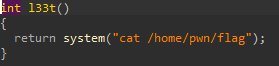 int l33t()
{
  return system("cat /home/pwn/flag");
}